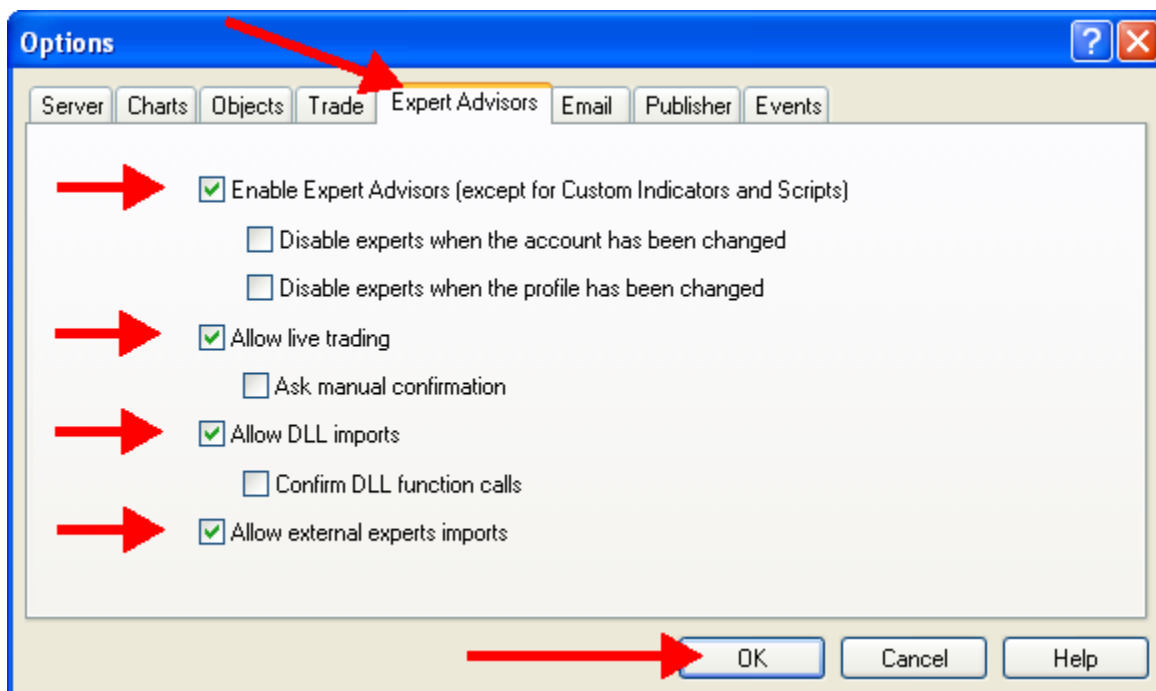 Options
Server Charts Objects Trade Expert Advisors Email Publisher Events
Enable Expert Advisors (except for Custom Indicators and Scripts)
Disable experts when the account has been changed
Disable experts when the profile has been changed
Allow live trading
Ask manual confirmation
Allow DLL imports
Confirm DLL function calls
Allow external experts imports
OK Cancel Help